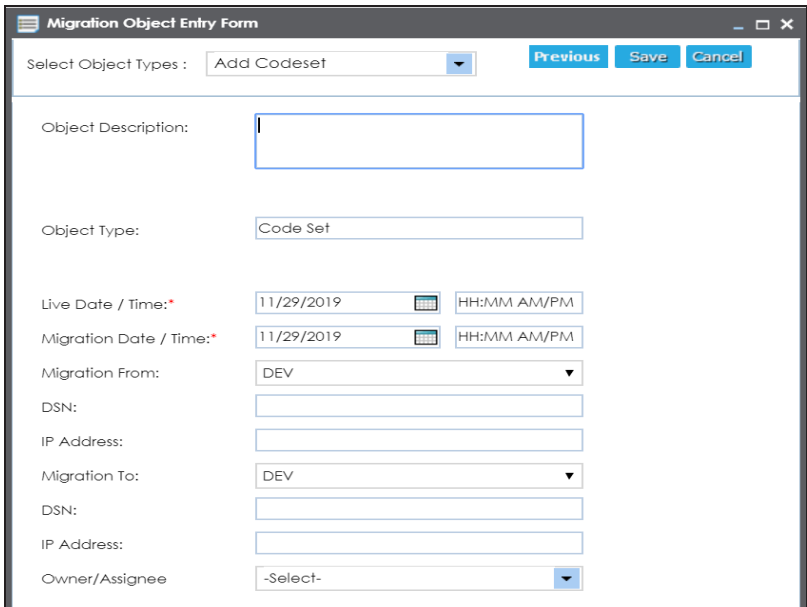 Migration Object Entry Form
Select Object Types : Add Codeset Previous Save Cancel
Object Description:
Object Type: Code Set
Live Date / Time:* 11/29/2019 HH:MM AM/PM
Migration Date / Time:* 11/29/2019 HH:MM AM/PM
Migration From: DEV
DSN:
IP Address:
Migration To: DEV
DSN:
IP Address:
Owner/Assignee -Select-